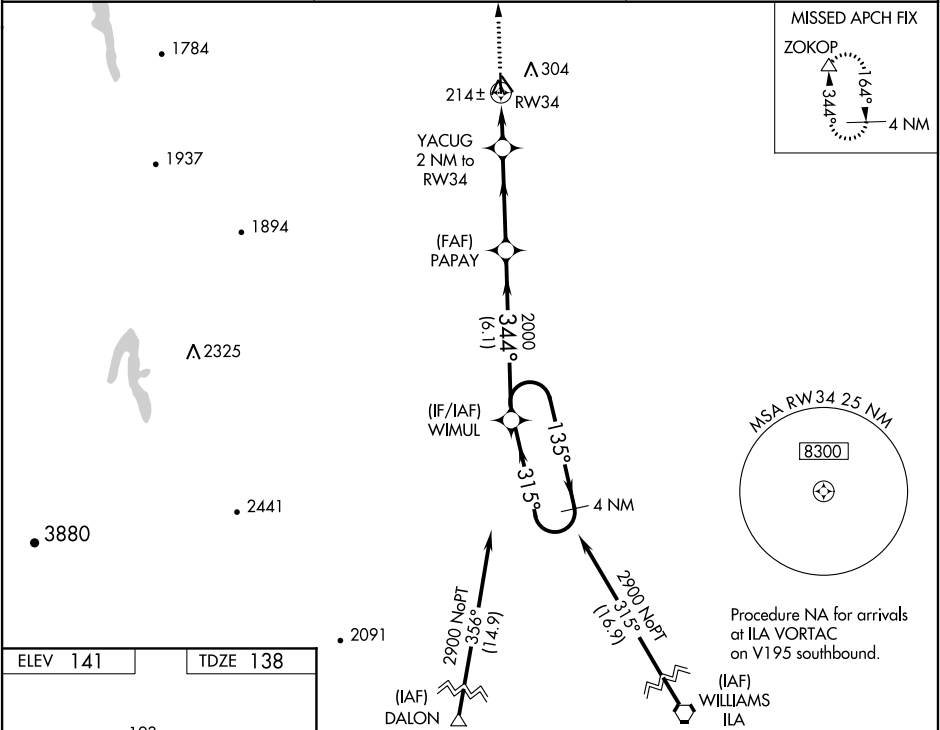 MISSED APCH FIX
ZOKOP
344°
164°
4 NM
1784
304
214±
RW34
YACUG
2 NM to
RW34
1937
1894
(FAF)
PAPAY
2000
344°
(6.1)
2325
(IF/IAF)
WIMUL
135°
315°
4 NM
MSA RW34 25 NM
8300
2441
3880
2091
2900 NoPT
356°
(14.9)
2900 NoPT
315°
(16.9)
Procedure NA for arrivals
at ILA VORTAC
on V195 southbound.
(IAF)
DALON
(IAF)
WILLIAMS
ILA
ELEV 141
TDZE 138